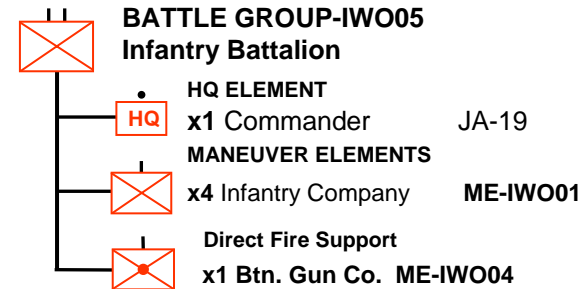 BATTLE GROUP-IWO05
Infantry Battalion
HQ ELEMENT
HQ x1 Commander JA-19
MANEUVER ELEMENTS
x4 Infantry Company ME-IWO01
Direct Fire Support
x1 Btn. Gun Co. ME-IWO04